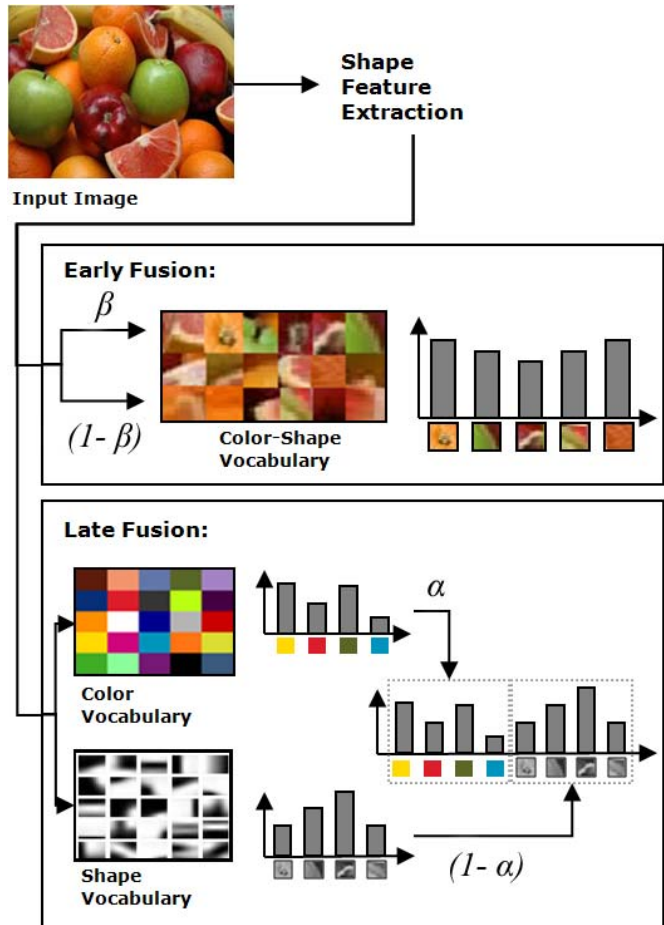 Shape
Feature
Extraction
Input Image
Early Fusion:
β
(1- β)
Color-Shape
Vocabulary
Late Fusion:
α
Color
Vocabulary
Shape
Vocabulary
(1- α)